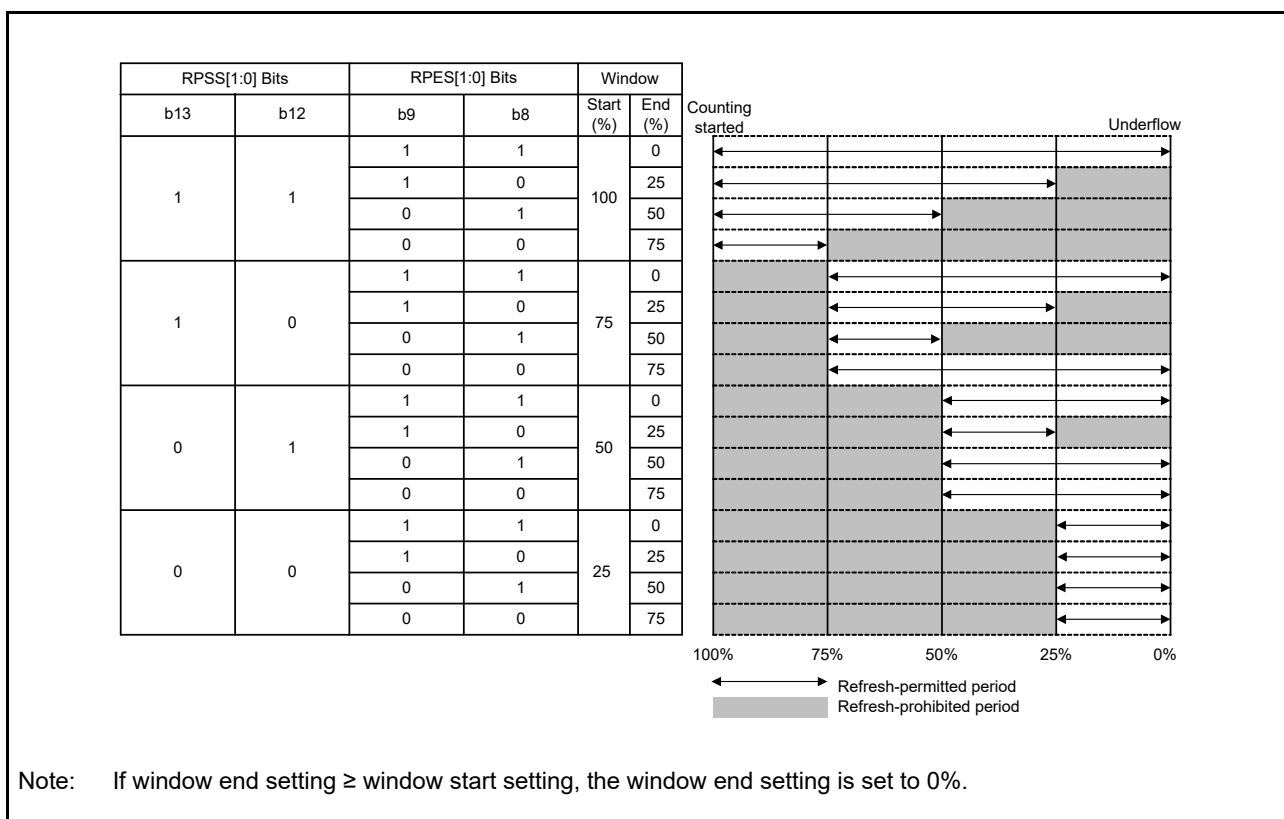 RPSS[1:0] Bits RPES[1:0] Bits Window
b13 b12 b9 b8 Start (%) End (%) Counting started Underflow
1 1 1 1 100 0
1 0 25
0 1 50
0 0 75
1 0 1 1 75 0
1 0 25
0 1 50
0 0 75
0 1 1 1 50 0
1 0 25
0 1 50
0 0 75
0 0 1 1 25 0
1 0 25
0 1 50
0 0 75
100% 75% 50% 25% 0%
Refresh-permitted period
Refresh-prohibited period
Note: If window end setting ≥ window start setting, the window end setting is set to 0%.